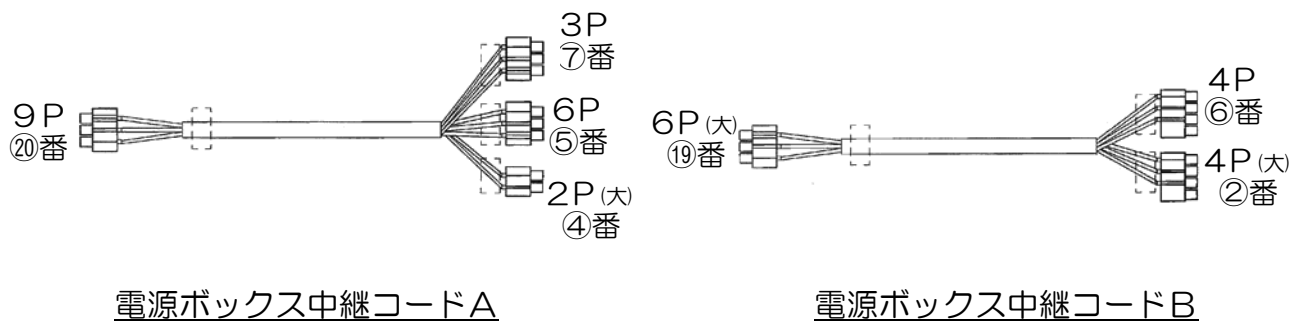 9P
⑳番
3P
⑦番
6P
⑤番
2P(大)
④番
電源ボックス中継コードA
6P(大)
⑲番
4P
⑥番
4P(大)
②番
電源ボックス中継コードB